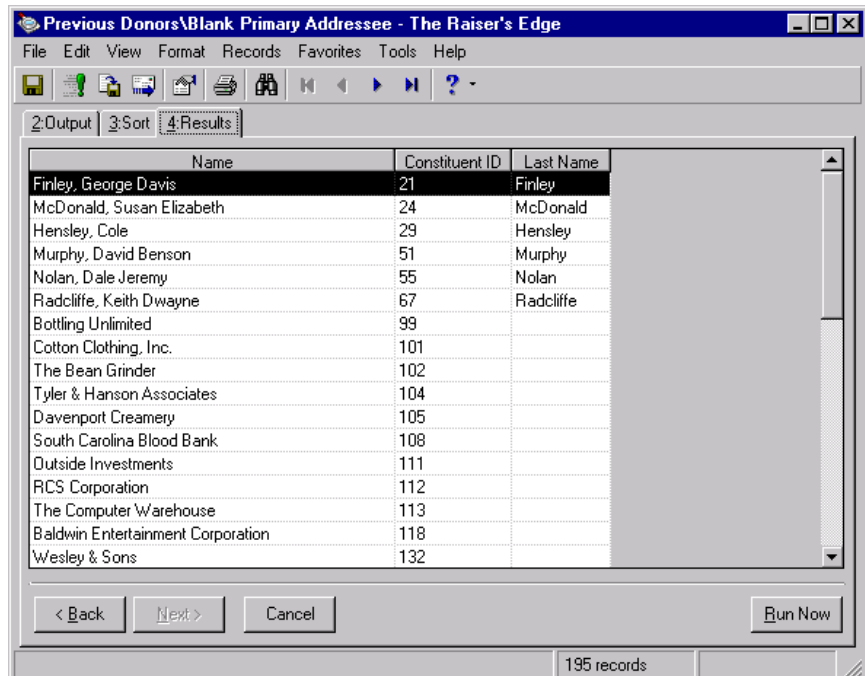 Previous Donors\Blank Primary Addressee - The Raiser's Edge
File Edit View Format Records Favorites Tools Help
2:Output 3:Sort 4:Results
Name Constituent ID Last Name
Finley, George Davis 21 Finley
McDonald, Susan Elizabeth 24 McDonald
Hensley, Cole 29 Hensley
Murphy, David Benson 51 Murphy
Nolan, Dale Jeremy 55 Nolan
Radcliffe, Keith Dwayne 67 Radcliffe
Bottling Unlimited 99
Cotton Clothing, Inc. 101
The Bean Grinder 102
Tyler & Hanson Associates 104
Davenport Creamery 105
South Carolina Blood Bank 108
Outside Investments 111
RCS Corporation 112
The Computer Warehouse 113
Baldwin Entertainment Corporation 118
Wesley & Sons 132
< Back Next > Cancel Run Now
195 records